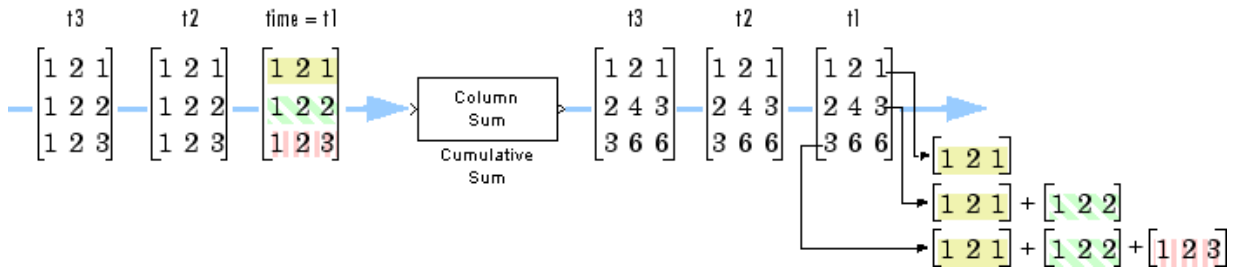 t3 t2 time = t1 t3 t2 t1
1 2 1 1 2 1 1 2 1 1 2 1 1 2 1 1 2 1
1 2 2 1 2 2 1 2 2 Column 2 4 3 2 4 3 2 4 3
Sum
1 2 3 1 2 3 1 2 3 3 6 6 3 6 6 3 6 6
Cumulative
Sum
[1 2 1]
[1 2 1] + [1 2 2]
[1 2 1] + [1 2 2] + [1 2 3]